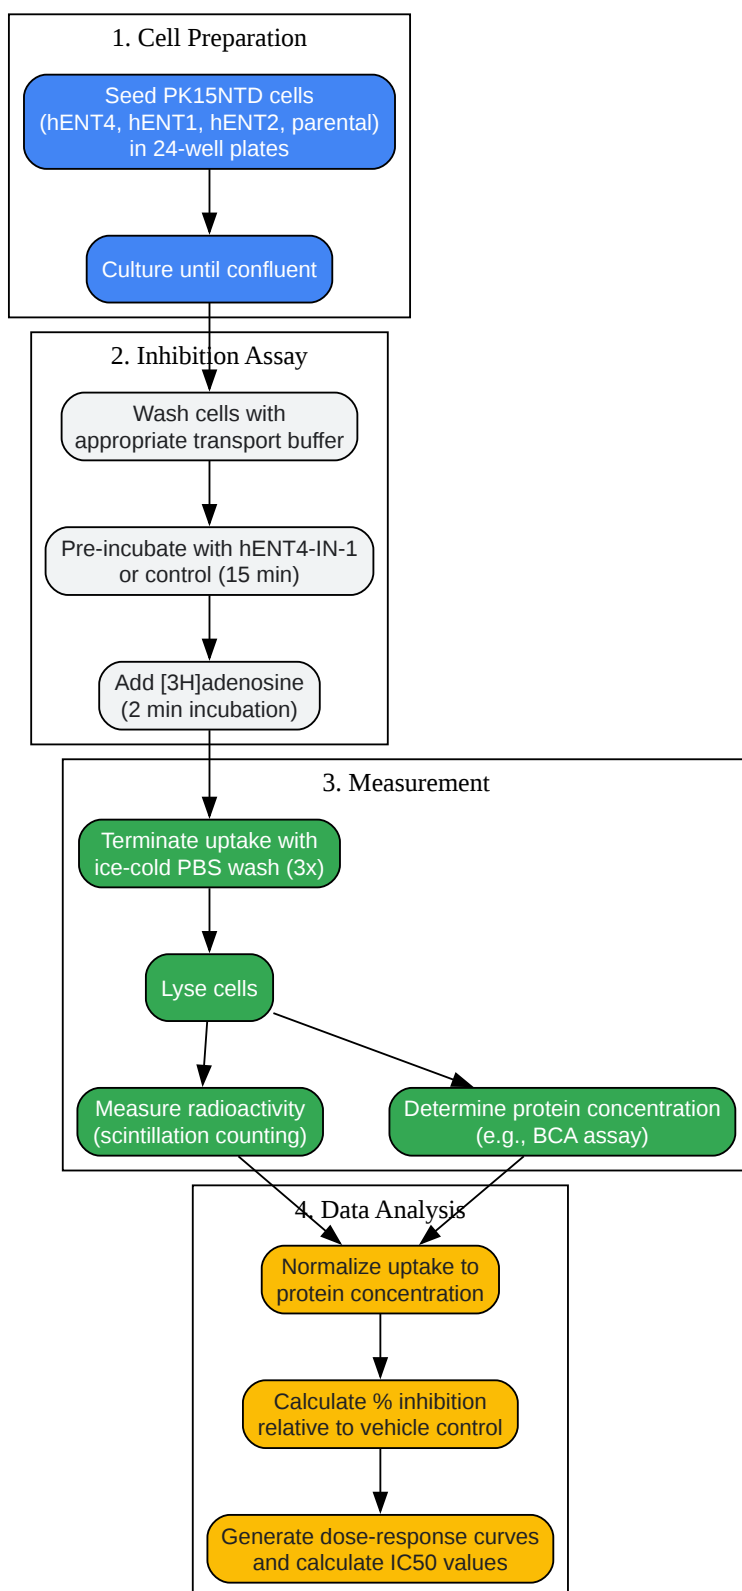 1. Cell Preparation
Seed PK15NTD cells
(hENT4, hENT1, hENT2, parental)
in 24-well plates
Culture until confluent
2. Inhibition Assay
Wash cells with
appropriate transport buffer
Pre-incubate with hENT4-IN-1
or control (15 min)
Add [3H]adenosine
(2 min incubation)
3. Measurement
Terminate uptake with
ice-cold PBS wash (3x)
Lyse cells
Measure radioactivity
(scintillation counting)
Determine protein concentration
(e.g., BCA assay)
4. Data Analysis
Normalize uptake to
protein concentration
Calculate % inhibition
relative to vehicle control
Generate dose-response curves
and calculate IC50 values